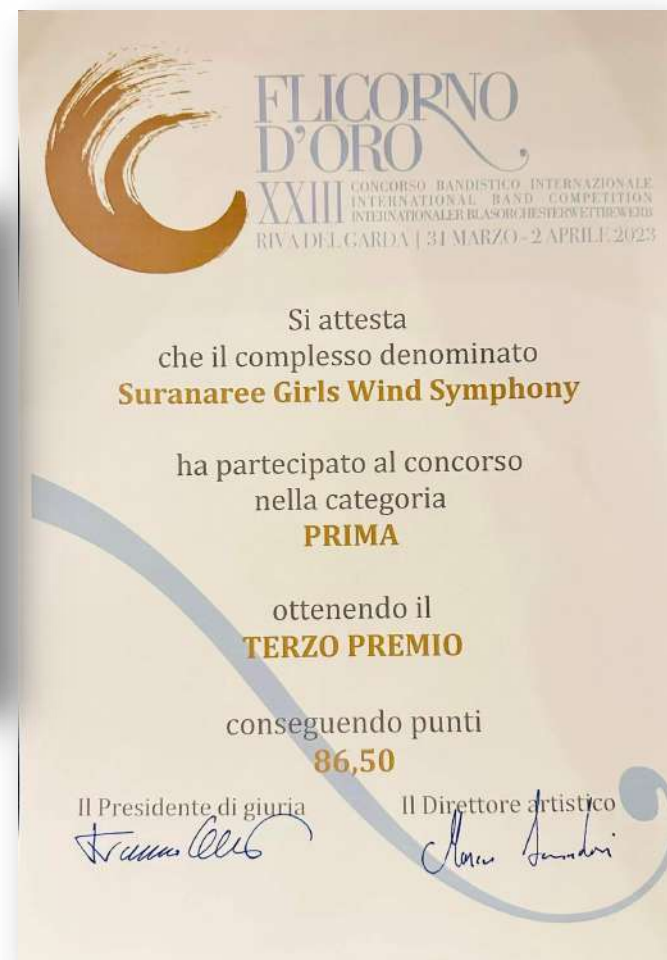 FLICORNO
D'ORO
XXIII
CONCORSO BANDISTICO INTERNAZIONALE
INTERNATIONAL BAND COMPETITION
INTERNATIONALER BLASORCHESTERWETTBEWERB
RIVA DEL GARDA | 31 MARZO - 2 APRILE 2023
Si attesta
che il complesso denominato
Suranaree Girls Wind Symphony
ha partecipato al concorso
nella categoria
PRIMA
ottenendo il
TERZO PREMIO
conseguendo punti
86,50
Il Presidente di giuria
Il Direttore artistico